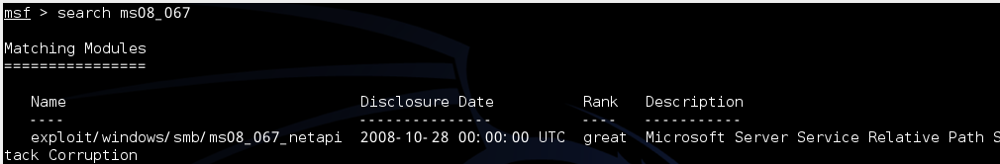 msf > search ms08_067
Matching Modules
================
Name Disclosure Date Rank Description
---- --------------- ---- -----------
exploit/windows/smb/ms08_067_netapi 2008-10-28 00:00:00 UTC great Microsoft Server Service Relative Path S
tack Corruption